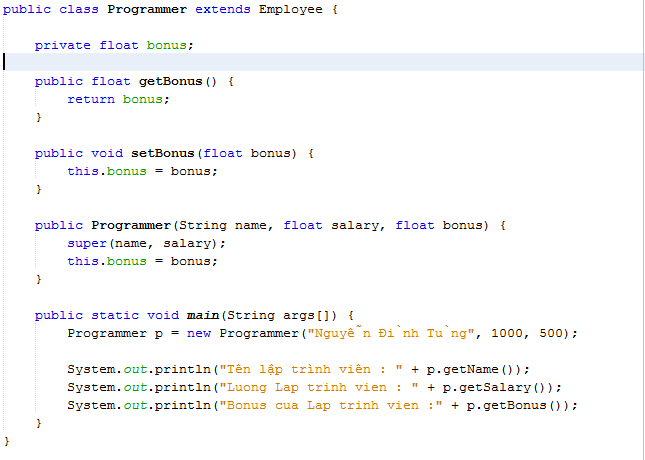 public class Programmer extends Employee {
private float bonus;
public float getBonus() {
return bonus;
}
public void setBonus(float bonus) {
this.bonus = bonus;
}
public Programmer(String name, float salary, float bonus) {
super(name, salary);
this.bonus = bonus;
}
public static void main(String args[]) {
Programmer p = new Programmer("Nguyễn Đình Tùng", 1000, 500);
System.out.println("Tên lập trình viên : " + p.getName());
System.out.println("Luong Lap trinh vien : " + p.getSalary());
System.out.println("Bonus cua Lap trinh vien :" + p.getBonus());
}
}